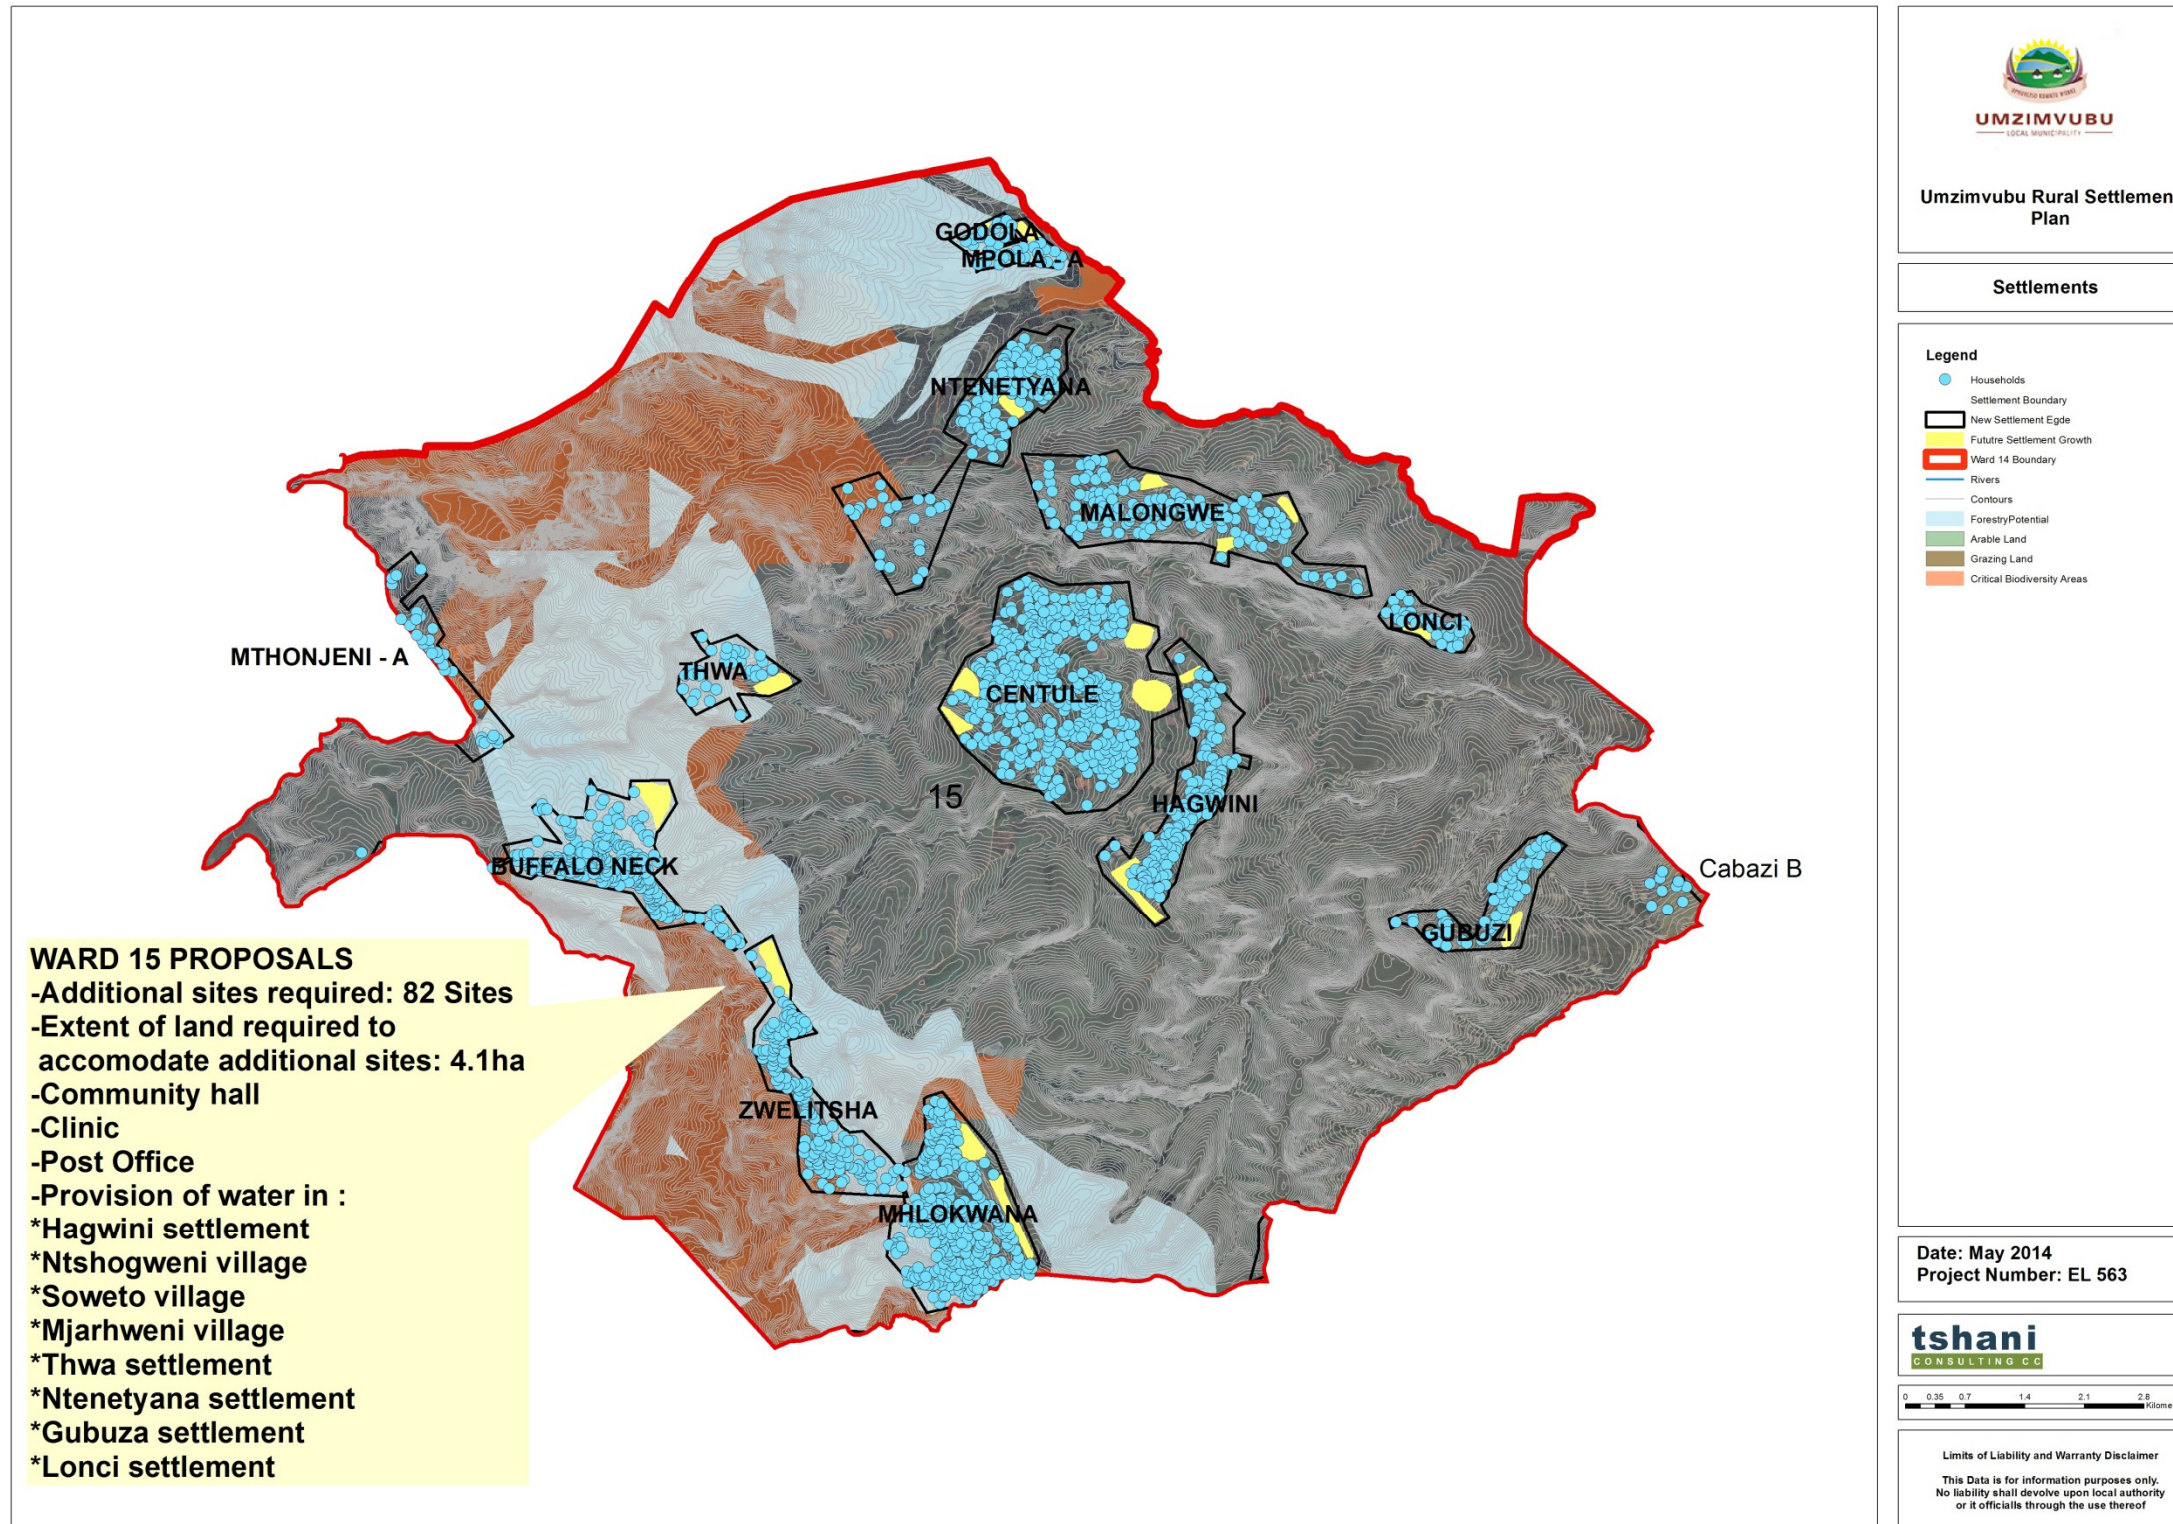 GODOLA
MPOLA - A
NTENETYANA
MALONGWE
LONCI
MTHONJENI - A
THWA
CENTULE
15
HAGWINI
BUFFALO NECK
Cabazi B
GUBUZI
ZWELITSHA
MHLOKWANA
WARD 15 PROPOSALS
-Additional sites required: 82 Sites
-Extent of land required to
accomodate additional sites: 4.1ha
-Community hall
-Clinic
-Post Office
-Provision of water in :
*Hagwini settlement
*Ntshogweni village
*Soweto village
*Mjarhweni village
*Thwa settlement
*Ntenetyana settlement
*Gubuza settlement
*Lonci settlement
UMZIMVUBU
LOCAL MUNICIPALITY
Umzimvubu Rural Settlemen
Plan
Settlements
Legend
Households
Settlement Boundary
New Settlement Egde
Fututre Settlement Growth
Ward 14 Boundary
Rivers
Contours
ForestryPotential
Arable Land
Grazing Land
Critical Biodiversity Areas
Date: May 2014
Project Number: EL 563
tshani
CONSULTING CC
0 0.35 0.7 1.4 2.1 2.8
Kilome
Limits of Liability and Warranty Disclaimer
This Data is for information purposes only.
No liability shall devolve upon local authority
or it officialls through the use thereof